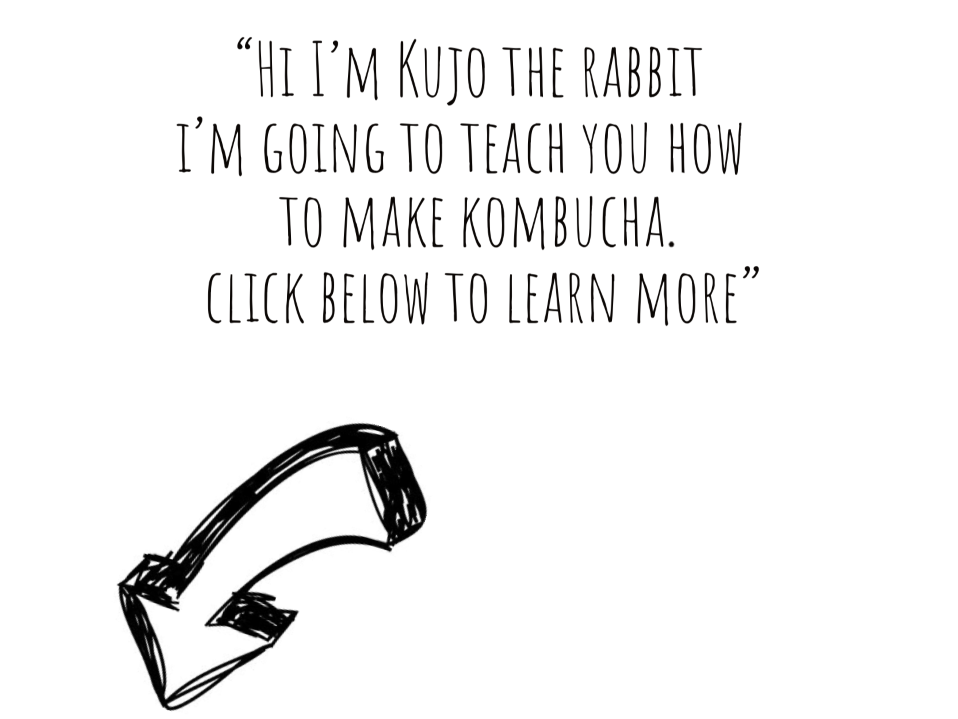 “Hi I’m Kujo the rabbit
i’m going to teach you how
to make kombucha.
click below to learn more”